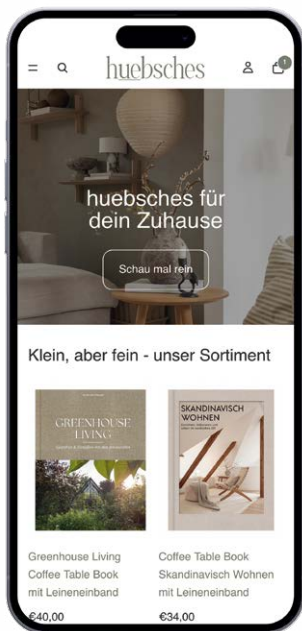 huebsches
1
huebsches für
dein Zuhause
Schau mal rein
Klein, aber fein - unser Sortiment
GREENHOUSE
LIVING
SKANDINAVISCH
WOHNEN
Greenhouse Living
Coffee Table Book
mit Leineneinband
€40,00
Coffee Table Book
Skandinavisch Wohnen
mit Leineneinband
€34,00